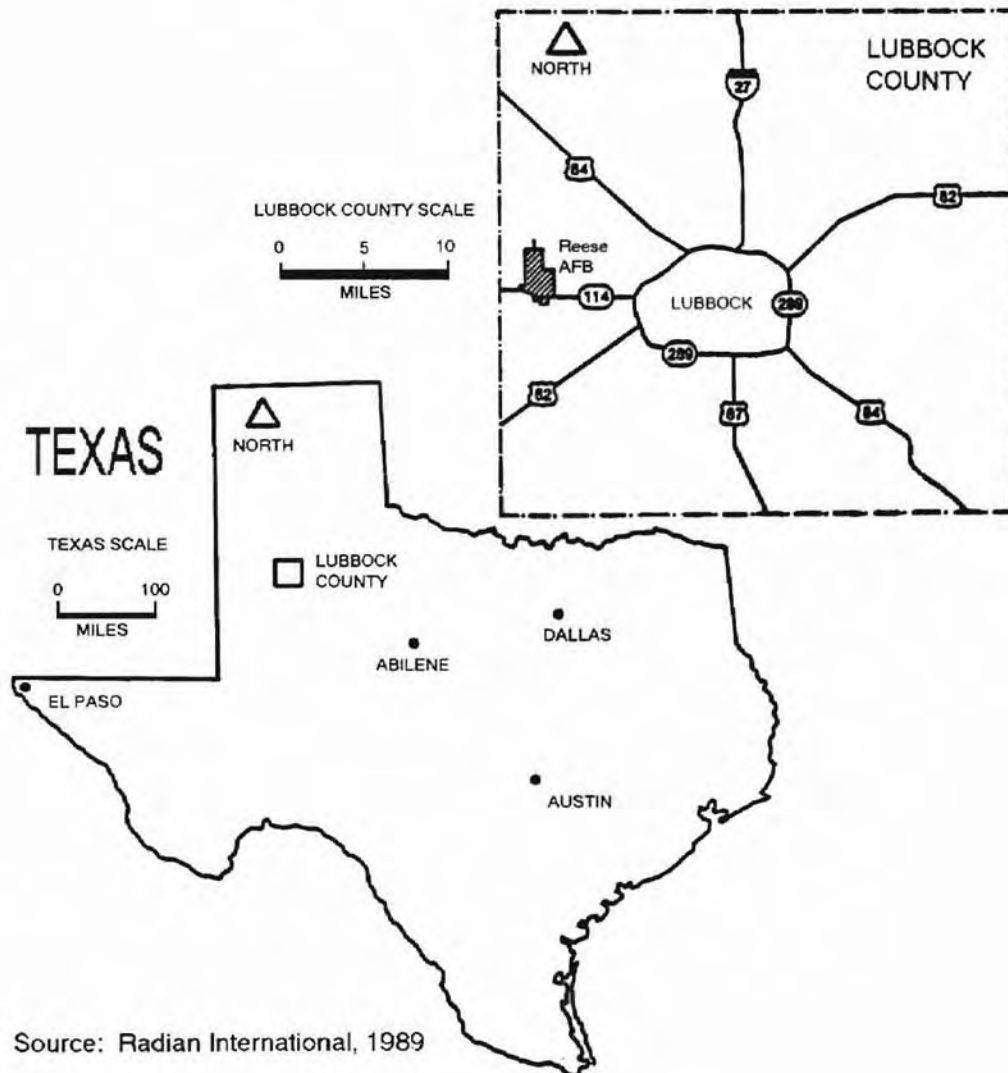 LUBBOCK
COUNTY
NORTH
27
84
82
LUBBOCK COUNTY SCALE
0 5 10
MILES
Reese
AFB
114
LUBBOCK
289
289
82
87
84
TEXAS
NORTH
TEXAS SCALE
0 100
MILES
LUBBOCK
COUNTY
DALLAS
ABILENE
EL PASO
AUSTIN
Source: Radian International, 1989